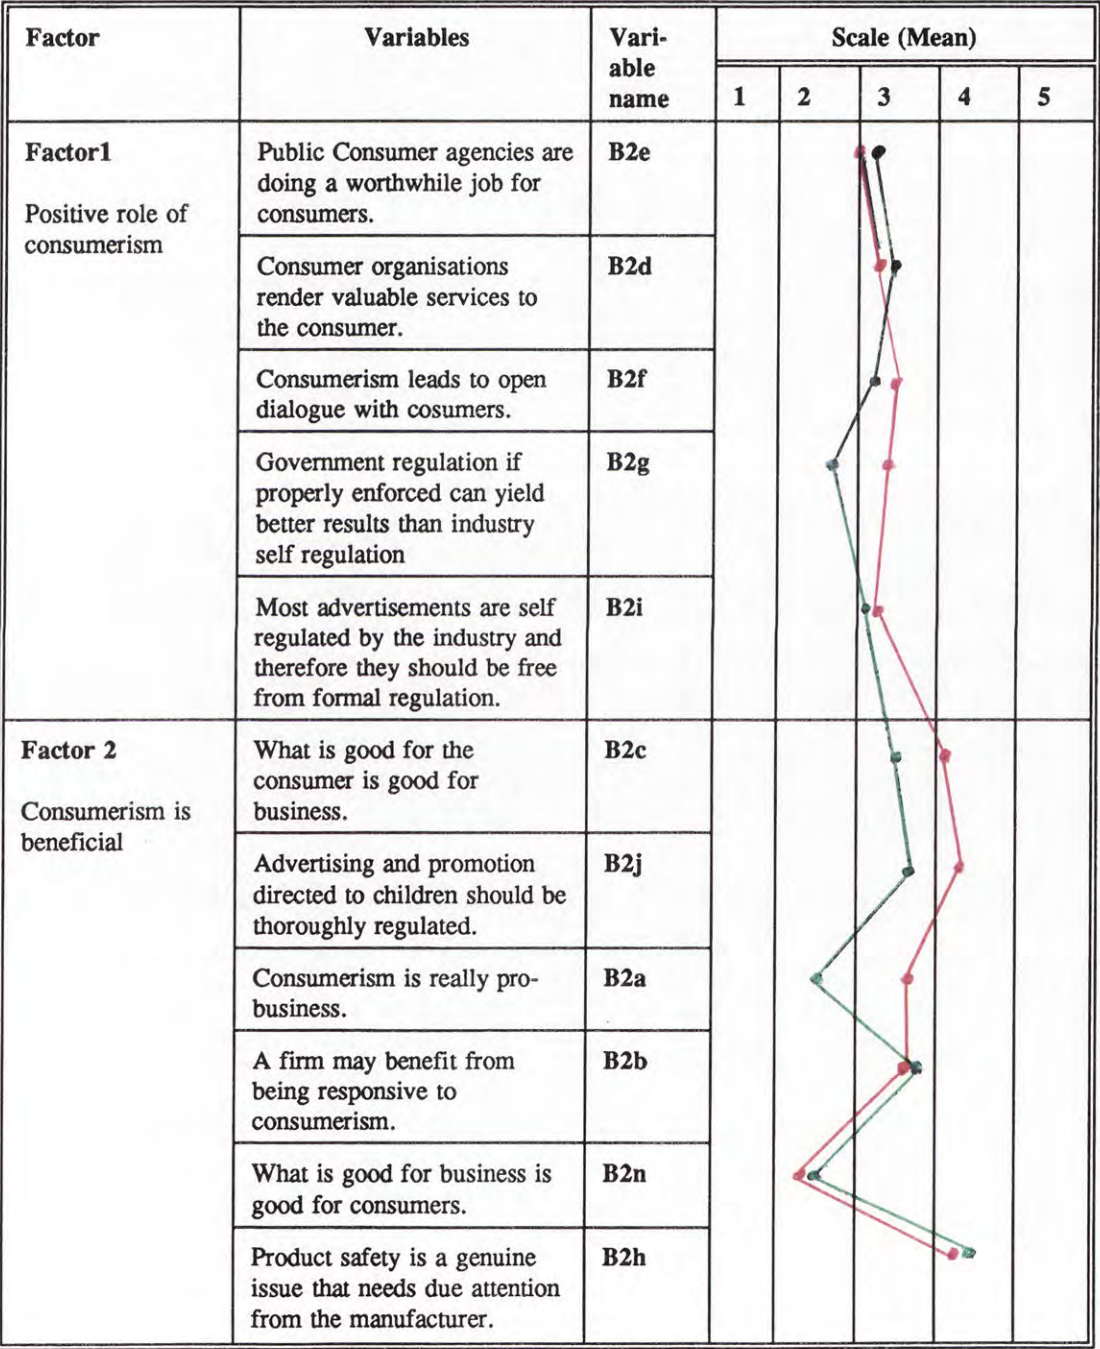 Factor Variables Vari- Scale (Mean)
able
name 1 2 3 4 5
Factor1 Public Consumer agencies are B2e
doing a worthwhile job for
Positive role of consumers.
consumerism
Consumer organisations B2d
render valuable services to
the consumer.
Consumerism leads to open B2f
dialogue with cosumers.
Government regulation if B2g
properly enforced can yield
better results than industry
self regulation
Most advertisements are self B2i
regulated by the industry and
therefore they should be free
from formal regulation.
Factor 2 What is good for the B2c
consumer is good for
Consumerism is business.
beneficial
Advertising and promotion B2j
directed to children should be
thoroughly regulated.
Consumerism is really pro- B2a
business.
A firm may benefit from B2b
being responsive to
consumerism.
What is good for business is B2n
good for consumers.
Product safety is a genuine B2h
issue that needs due attention
from the manufacturer.